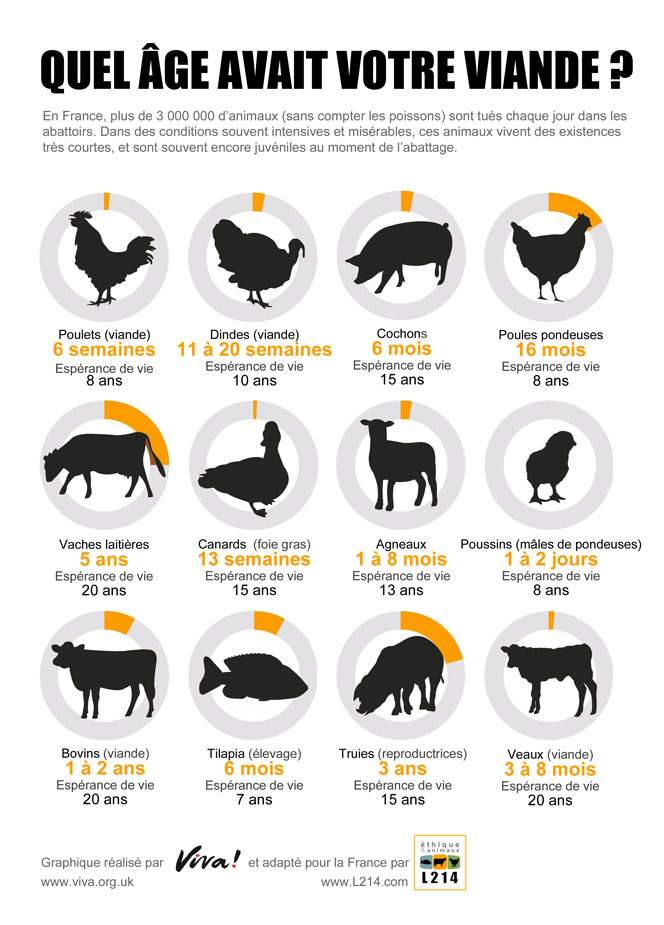 QUEL ÂGE AVAIT VOTRE VIANDE ?
En France, plus de 3 000 000 d'animaux (sans compter les poissons) sont tués chaque jour dans les
abattoirs. Dans des conditions souvent intensives et misérables, ces animaux vivent des existences
très courtes, et sont souvent encore juvéniles au moment de l'abattage.
Poulets (viande)
6 semaines
Espérance de vie
8 ans
Dindes (viande)
11 à 20 semaines
Espérance de vie
10 ans
Cochons
6 mois
Espérance de vie
15 ans
Poules pondeuses
16 mois
Espérance de vie
8 ans
Vaches laitières
5 ans
Espérance de vie
20 ans
Canards (foie gras)
13 semaines
Espérance de vie
15 ans
Agneaux
1 à 8 mois
Espérance de vie
13 ans
Poussins (mâles de pondeuses)
1 à 2 jours
Espérance de vie
8 ans
Bovins (viande)
1 à 2 ans
Espérance de vie
20 ans
Tilapia (élevage)
6 mois
Espérance de vie
7 ans
Truies (reproductrices)
3 ans
Espérance de vie
15 ans
Veaux (viande)
3 à 8 mois
Espérance de vie
20 ans
Graphique réalisé par Viva! et adapté pour la France par
www.viva.org.uk www.L214.com
éthique
&animaux
L214